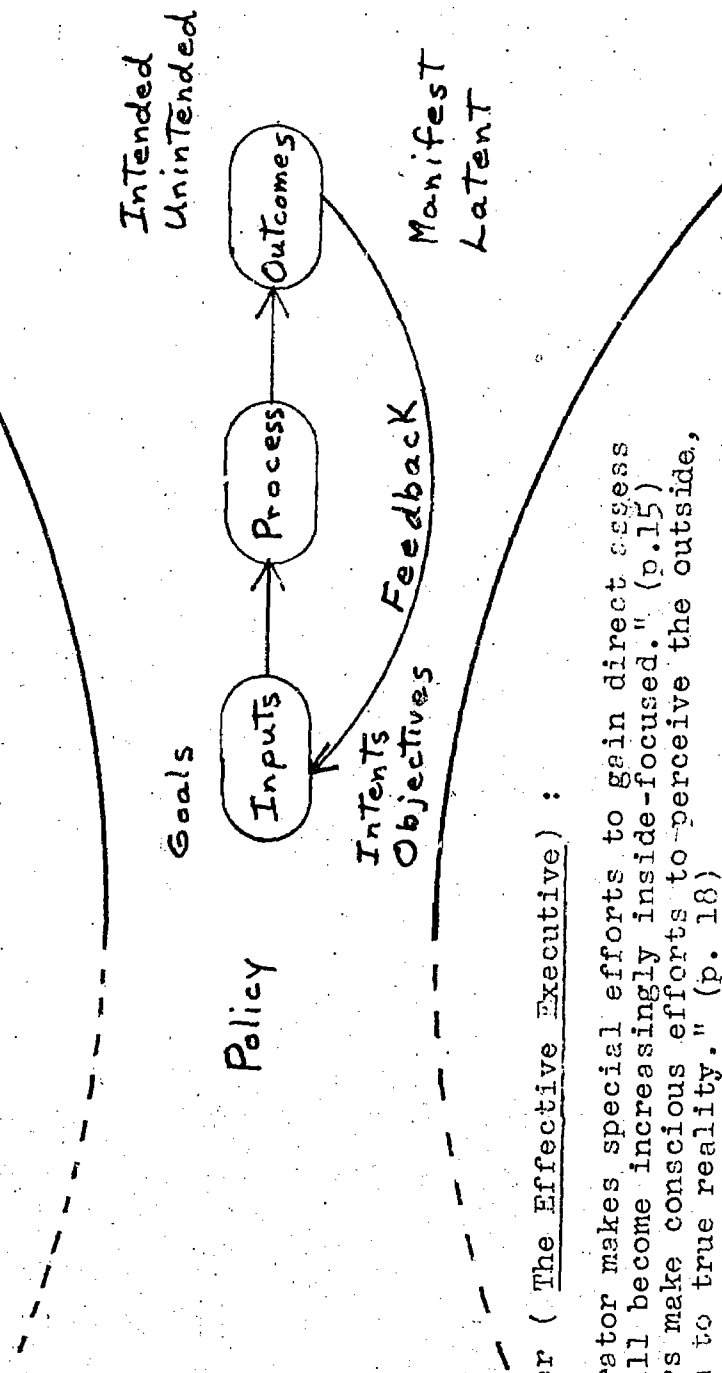 Intended
Unintended
Policy
Goals
Inputs
Process
Outcomes
Intents
Objectives
Feedback
Manifest
Latent
er ( The Effective Executive) :
rator makes special efforts to gain direct
ll become increasingly inside-focused." (p.15)
s make conscious efforts to perceive the outside,
to true reality." (p. 18)